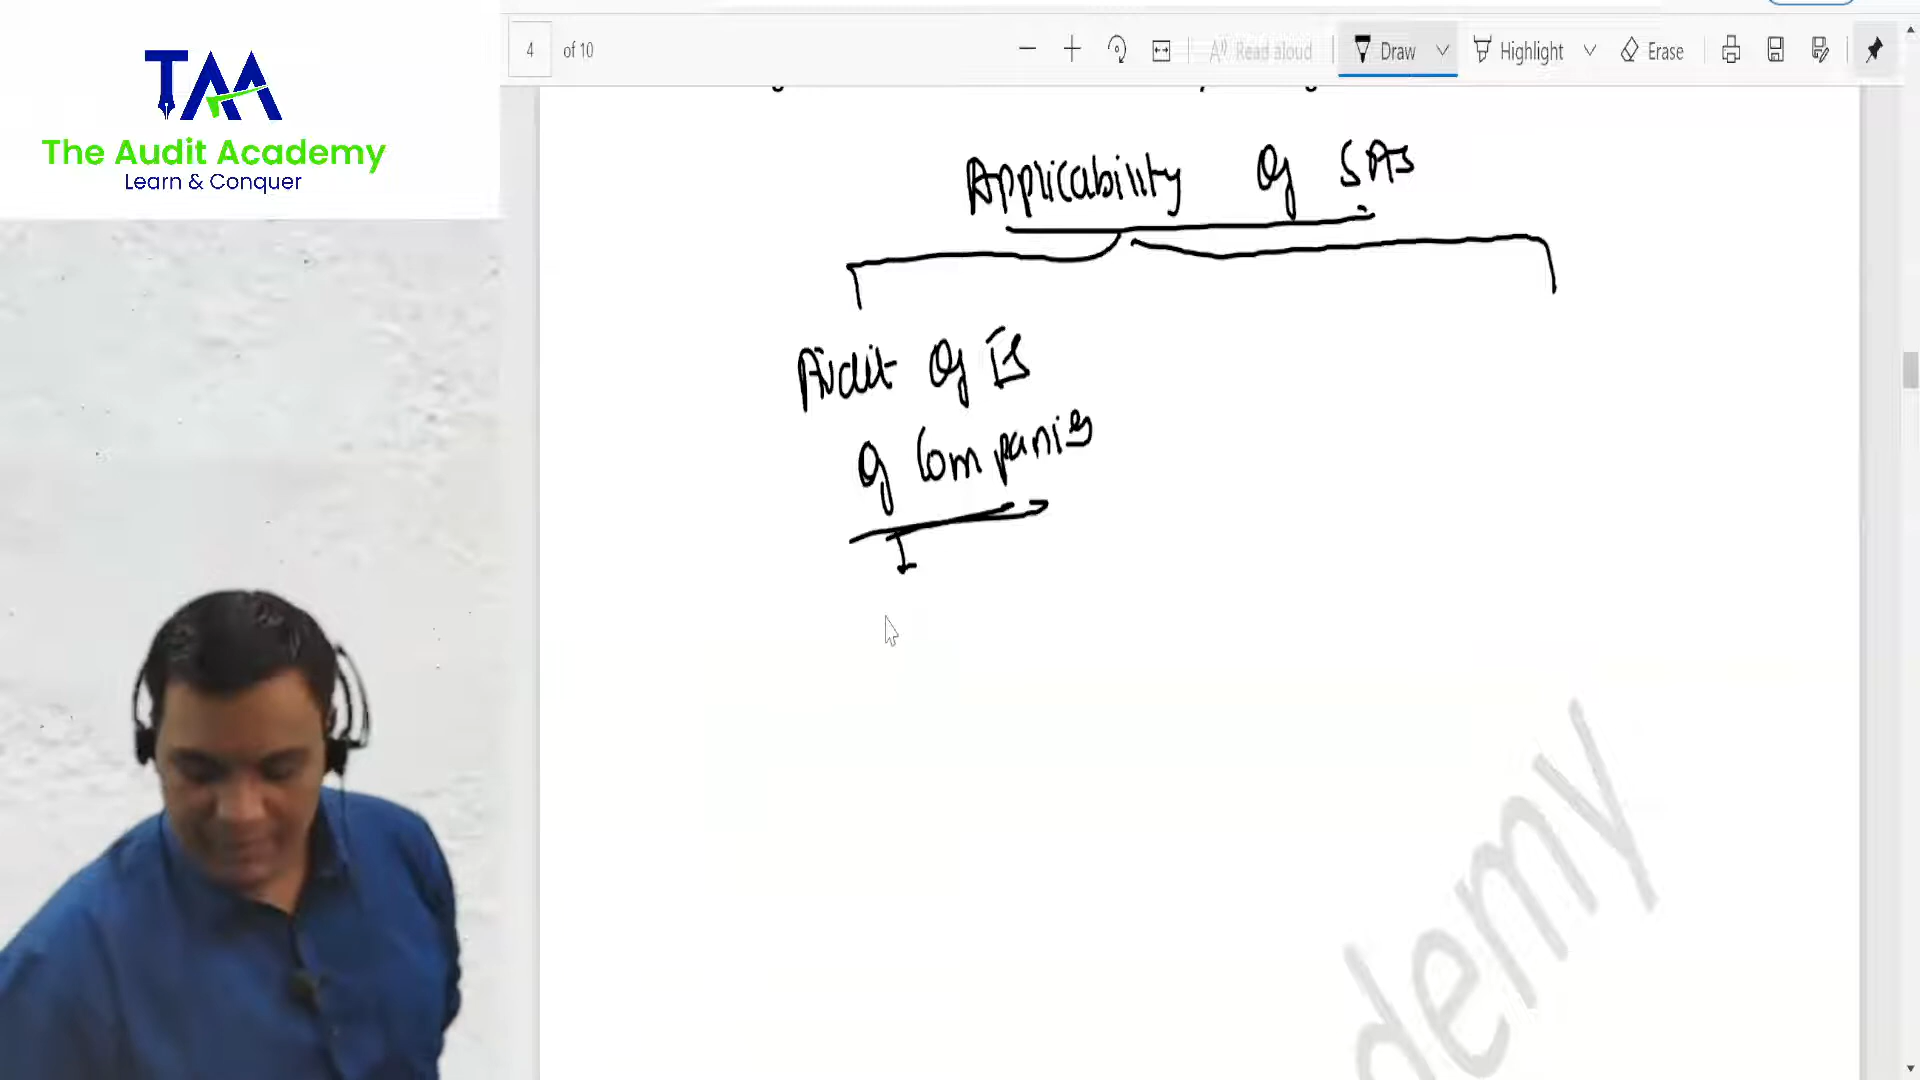 TAA
The Audit Academy
Learn & Conquer
4 of 10
Read aloud
Draw
Highlight
Erase
Applicability Of SAs
Audit Of FS
Of Companies
demy